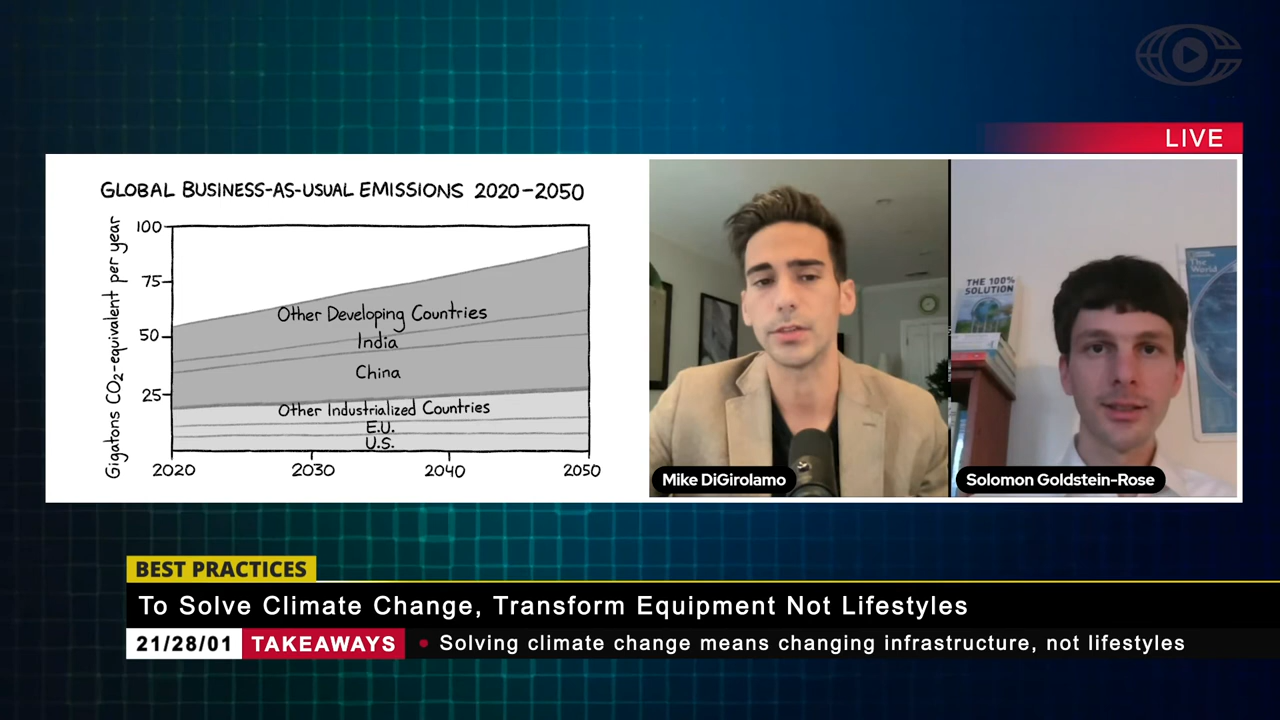 LIVE
GLOBAL BUSINESS-AS-USUAL EMISSIONS 2020-2050
Gigatons CO2-equivalent per year
100
75
50
25
Other Developing Countries
India
China
Other Industrialized Countries
E.U.
U.S.
2020
2030
2040
2050
THE 100%
SOLUTION
The
World
Mike DiGirolamo
Solomon Goldstein-Rose
BEST PRACTICES
To Solve Climate Change, Transform Equipment Not Lifestyles
21/28/01 TAKEAWAYS • Solving climate change means changing infrastructure, not lifestyles